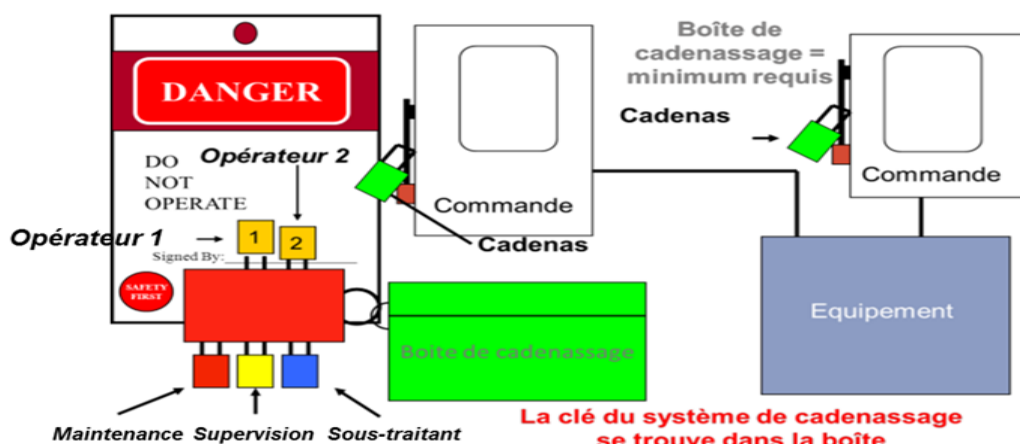 Boîte de
cadenassage =
minimum requis
DANGER
Cadenas
DO
NOT
OPERATE
Opérateur 2
Commande
Commande
Opérateur 1
1
2
Cadenas
Signed By:
SAFETY
FIRST
Equipement
Boite de cadenassage
Maintenance
Supervision
Sous-traitant
La clé du système de cadenassage
se trouve dans la boîte